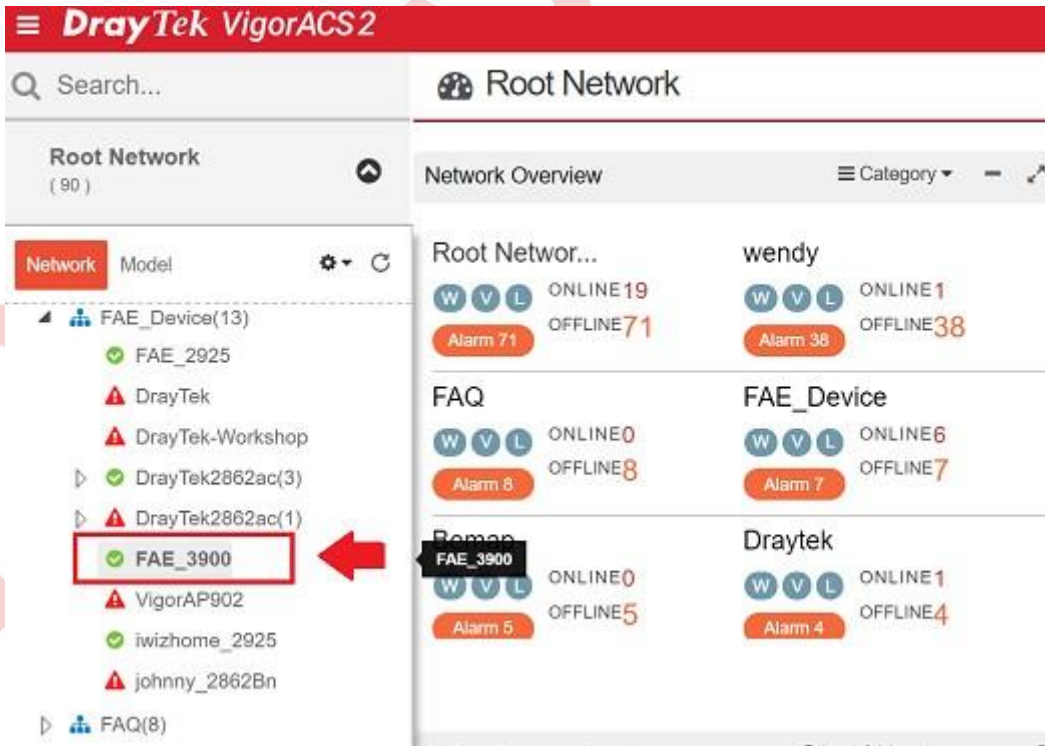 DrayTek VigorACS 2
Search...
Root Network
( 90 )
Network Model
FAE_Device(13)
FAE_2925
DrayTek
DrayTek-Workshop
DrayTek2862ac(3)
DrayTek2862ac(1)
FAE_3900
VigorAP902
iwizhome_2925
johnny_2862Bn
FAQ(8)
Root Network
Network Overview Category
Root Networ... wendy
W V L ONLINE19 W V L ONLINE1
Alarm 71 OFFLINE71 Alarm 38 OFFLINE38
FAQ FAE_Device
W V L ONLINE0 W V L ONLINE6
Alarm 8 OFFLINE8 Alarm 7 OFFLINE7
Draytek
FAE_3900
W V L ONLINE0 W V L ONLINE1
Alarm 5 OFFLINE5 Alarm 4 OFFLINE4